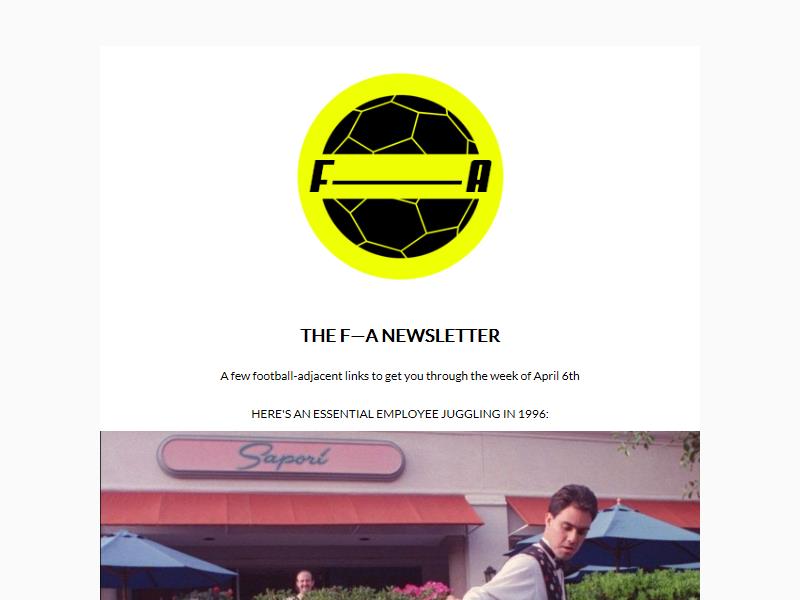 F—A
THE F—A NEWSLETTER
A few football-adjacent links to get you through the week of April 6th
HERE'S AN ESSENTIAL EMPLOYEE JUGGLING IN 1996:
Sapori